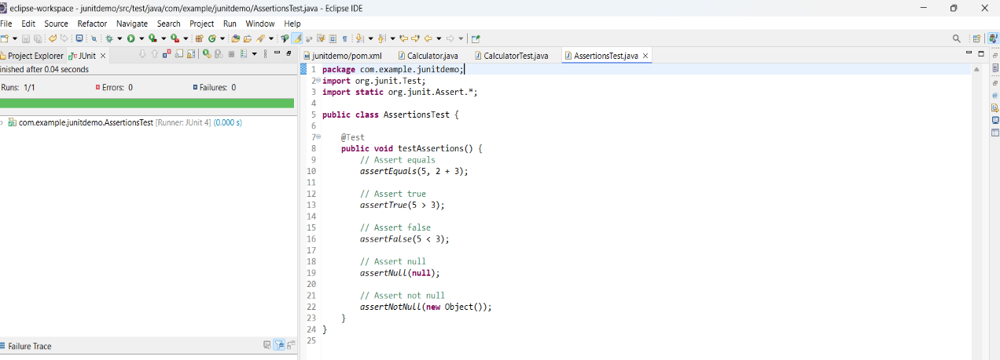 eclipse-workspace - junitdemo/src/test/java/com/example/junitdemo/AssertionsTest.java - Eclipse IDE
File Edit Source Refactor Navigate Search Project Run Window Help
Project Explorer JUnit
inished after 0.04 seconds
Runs: 1/1 Errors: 0 Failures: 0
com.example.junitdemo.AssertionsTest [Runner: JUnit 4] (0.000 s)
Failure Trace
junitdemo/pom.xml Calculator.java CalculatorTest.java AssertionsTest.java
1 package com.example.junitdemo;
2 import org.junit.Test;
3 import static org.junit.Assert.*;
4
5 public class AssertionsTest {
6
7 @Test
8 public void testAssertions() {
9 // Assert equals
10 assertEquals(5, 2 + 3);
11
12 // Assert true
13 assertTrue(5 > 3);
14
15 // Assert false
16 assertFalse(5 < 3);
17
18 // Assert null
19 assertNull(null);
20
21 // Assert not null
22 assertNotNull(new Object());
23 }
24 }
25